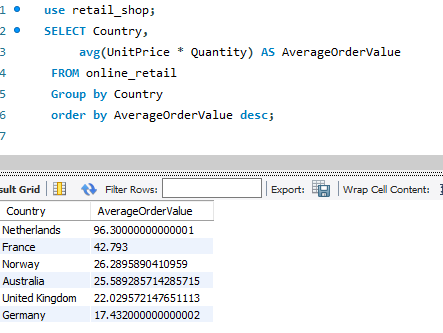 1 use retail_shop;
2 SELECT Country,
3 avg(UnitPrice * Quantity) AS AverageOrderValue
4 FROM online_retail
5 Group by Country
6 order by AverageOrderValue desc;
7
sult Grid Filter Rows: Export: Wrap Cell Content:
Country AverageOrderValue
Netherlands 96.30000000000001
France 42.793
Norway 26.2895890410959
Australia 25.589285714285715
United Kingdom 22.029572147651113
Germany 17.432000000000002